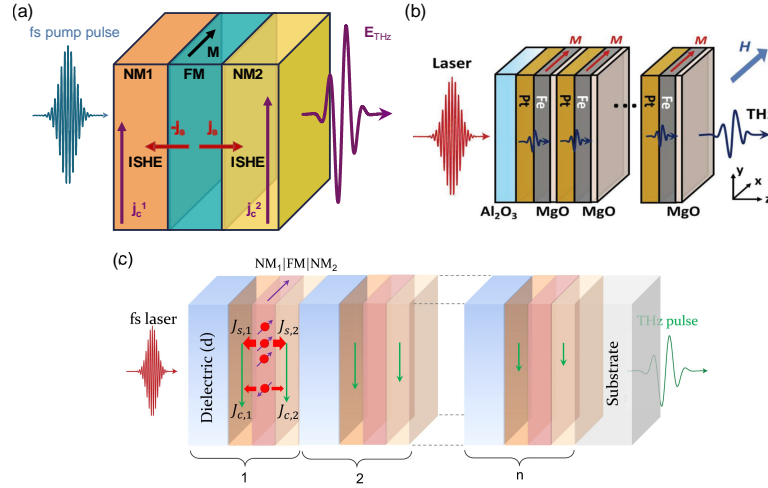 (a)
fs pump pulse
M
E_THz
NM1
FM
NM2
-j_s
j_s
ISHE
ISHE
j_c^1
j_c^2
(b)
M
M
M
H
Laser
Pt
Fe
Pt
Fe
•••
Pt
Fe
THz
Al₂O₃
MgO
MgO
MgO
y
x
z
(c)
NM₁|FM|NM₂
fs laser
Dielectric (d)
J_s,1
J_s,2
J_c,1
J_c,2
Substrate
THz pulse
1
2
n